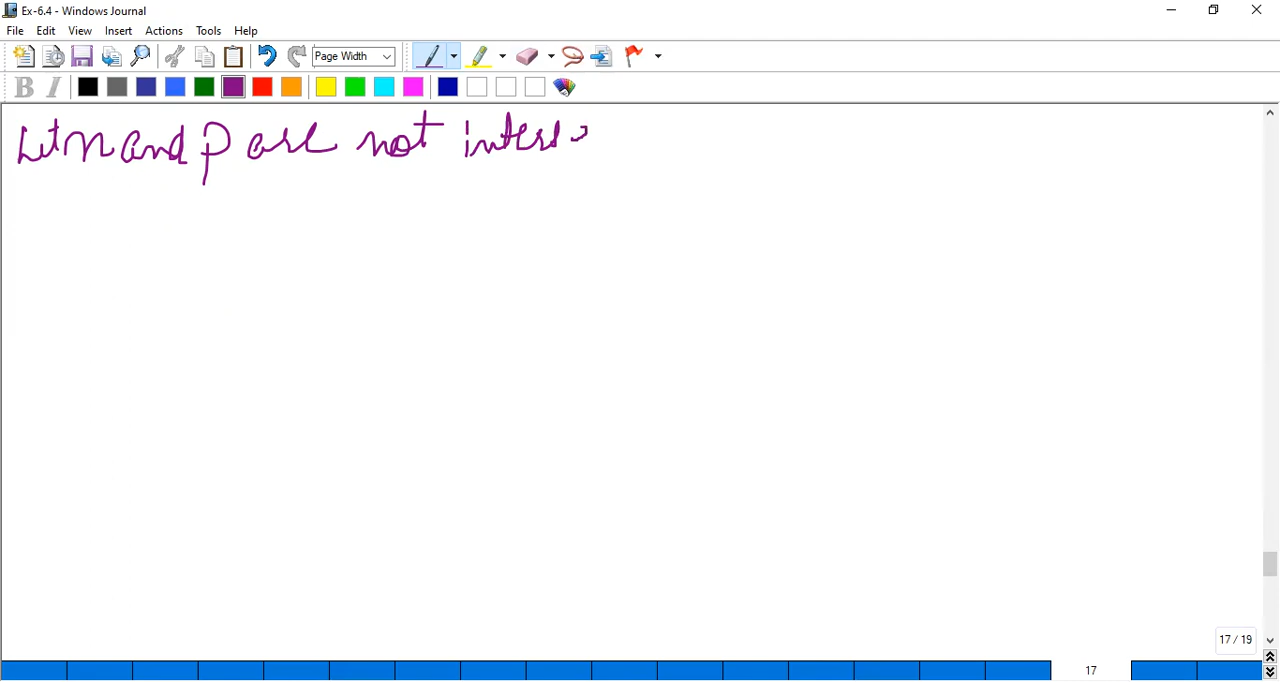 Ex-6.4 - Windows Journal
File Edit View Insert Actions Tools Help
Page Width
B I
Let n and p are not
17 / 19
17